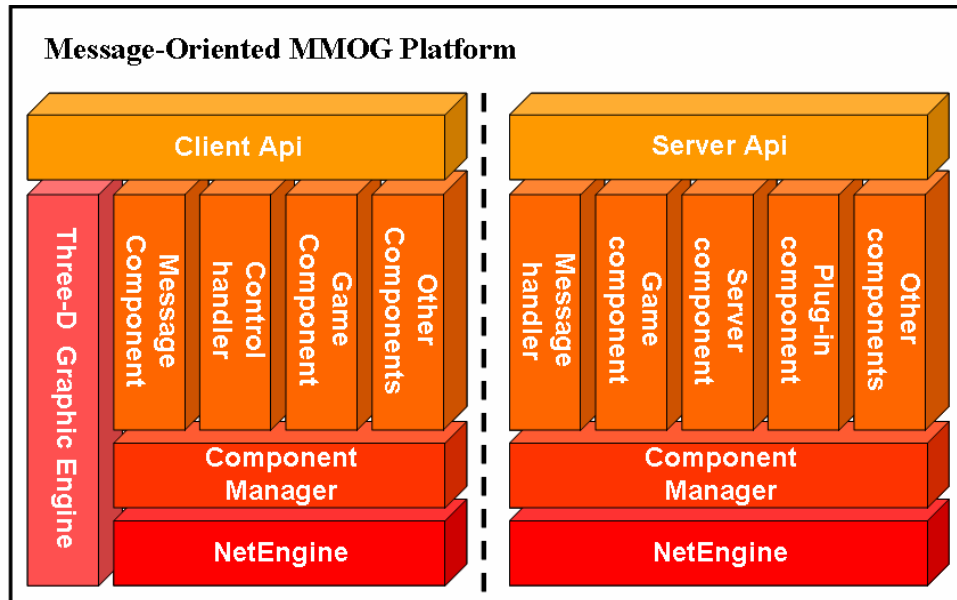 Message-Oriented MMOG Platform
Client Api
Three-D Graphic Engine
Message
Component
Control
handler
Game
Component
Other
Components
Component
Manager
NetEngine
Server Api
Message
handler
Game
component
Server
component
Plug-in
component
Other
components
Component
Manager
NetEngine